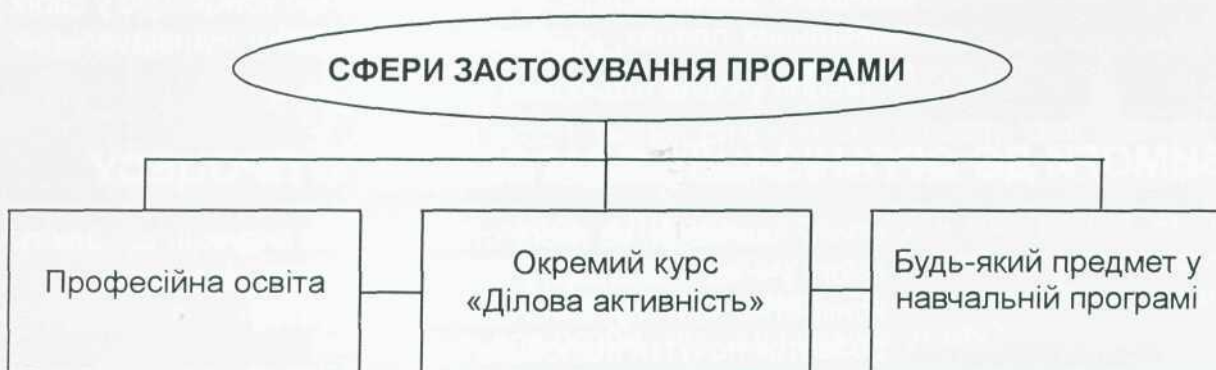 СФЕРИ ЗАСТОСУВАННЯ ПРОГРАМИ
Професійна освіта
Окремий курс
«Ділова активність»
Будь-який предмет у
навчальній програмі